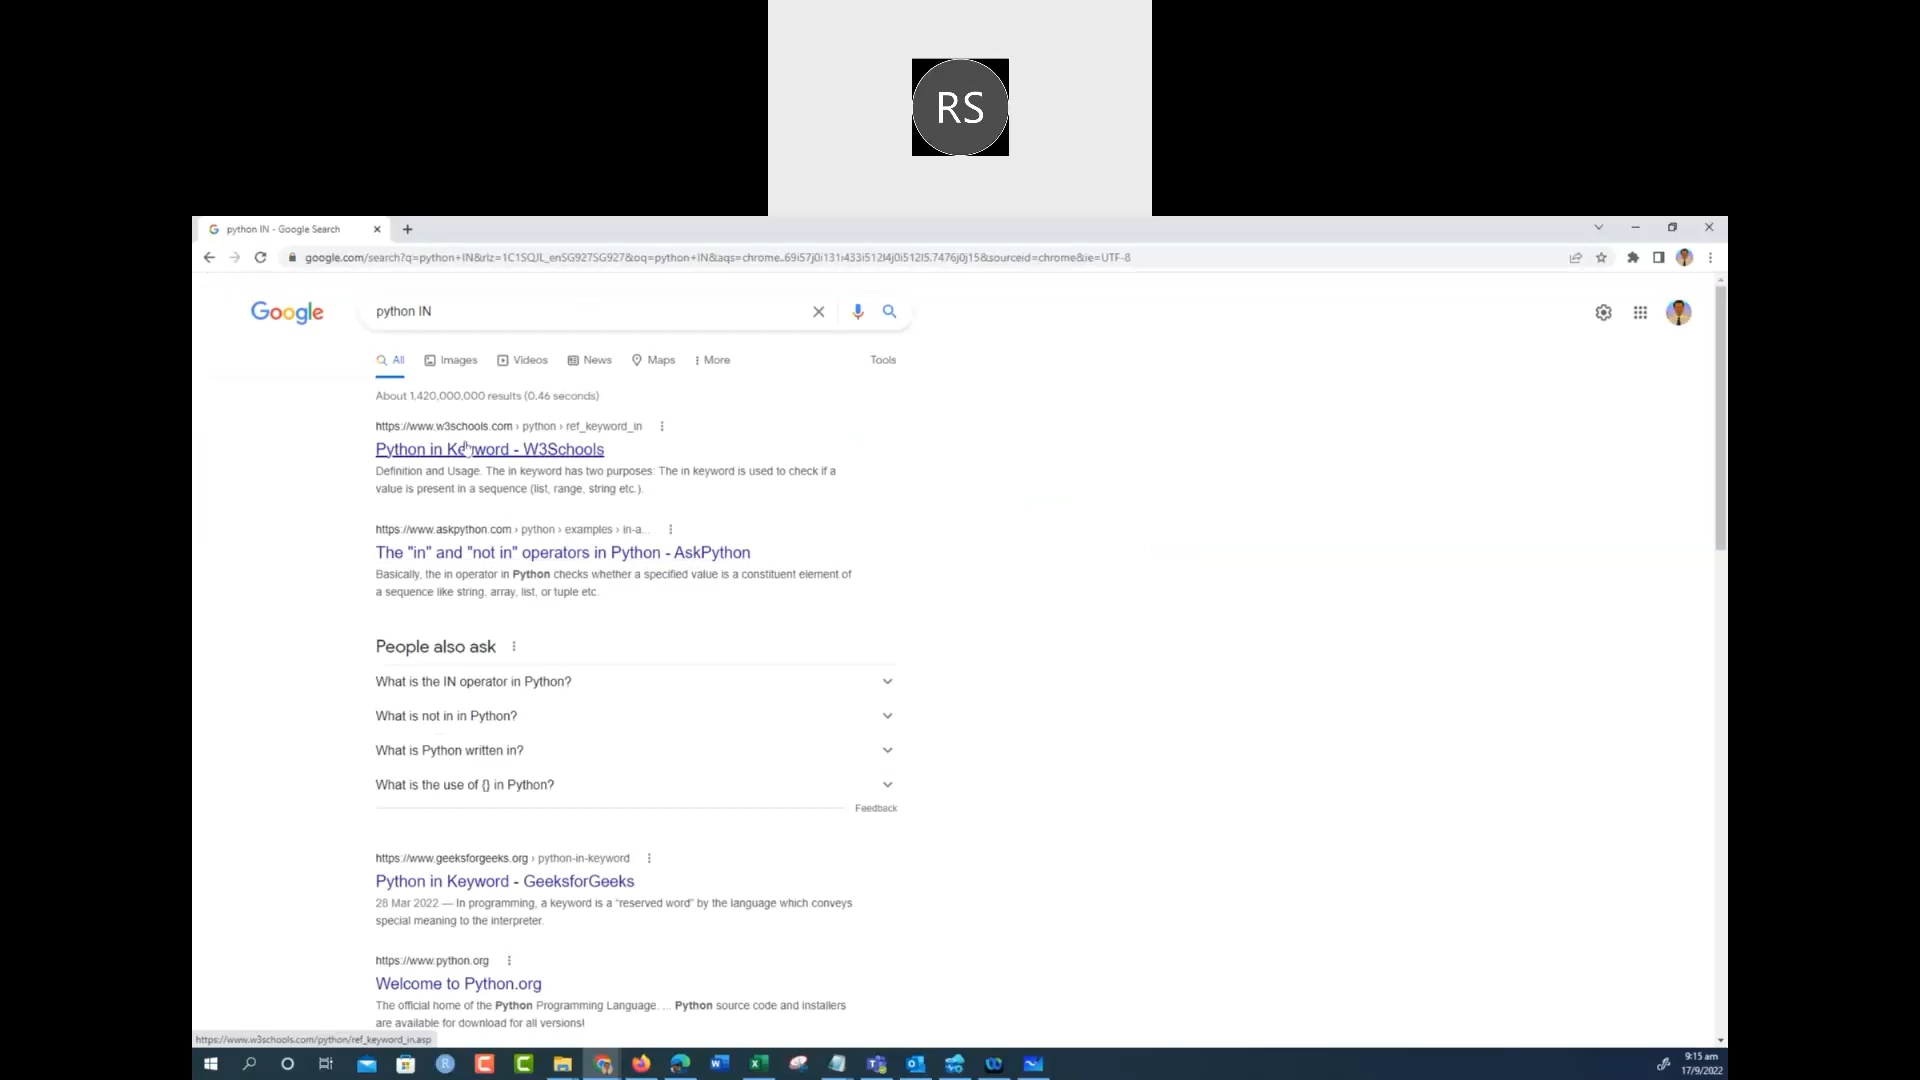 RS
python IN - Google Search
google.com/search?q=python+IN&rlz=1C1SQJL_enSG927SG927&oq=python+IN&aqs=chrome..69i57j0i131i433i512l4j0i512l5.7476j0j15&sourceid=chrome&ie=UTF-8
Google
python IN
All Images Videos News Maps More Tools
About 1,420,000,000 results (0.46 seconds)
https://www.w3schools.com › python › ref_keyword_in
Python in Keyword - W3Schools
Definition and Usage. The in keyword has two purposes: The in keyword is used to check if a
value is present in a sequence (list, range, string etc.).
https://www.askpython.com › python › examples › in-a...
The "in" and "not in" operators in Python - AskPython
Basically, the in operator in Python checks whether a specified value is a constituent element of
a sequence like string, array, list, or tuple etc.
People also ask
What is the IN operator in Python?
What is not in in Python?
What is Python written in?
What is the use of {} in Python?
Feedback
https://www.geeksforgeeks.org › python-in-keyword
Python in Keyword - GeeksforGeeks
28 Mar 2022 — In programming, a keyword is a “reserved word” by the language which conveys
special meaning to the interpreter.
https://www.python.org
Welcome to Python.org
The official home of the Python Programming Language. ... Python source code and installers
are available for download for all versions!
https://www.w3schools.com/python/ref_keyword_in.asp
9:15 am
17/9/2022